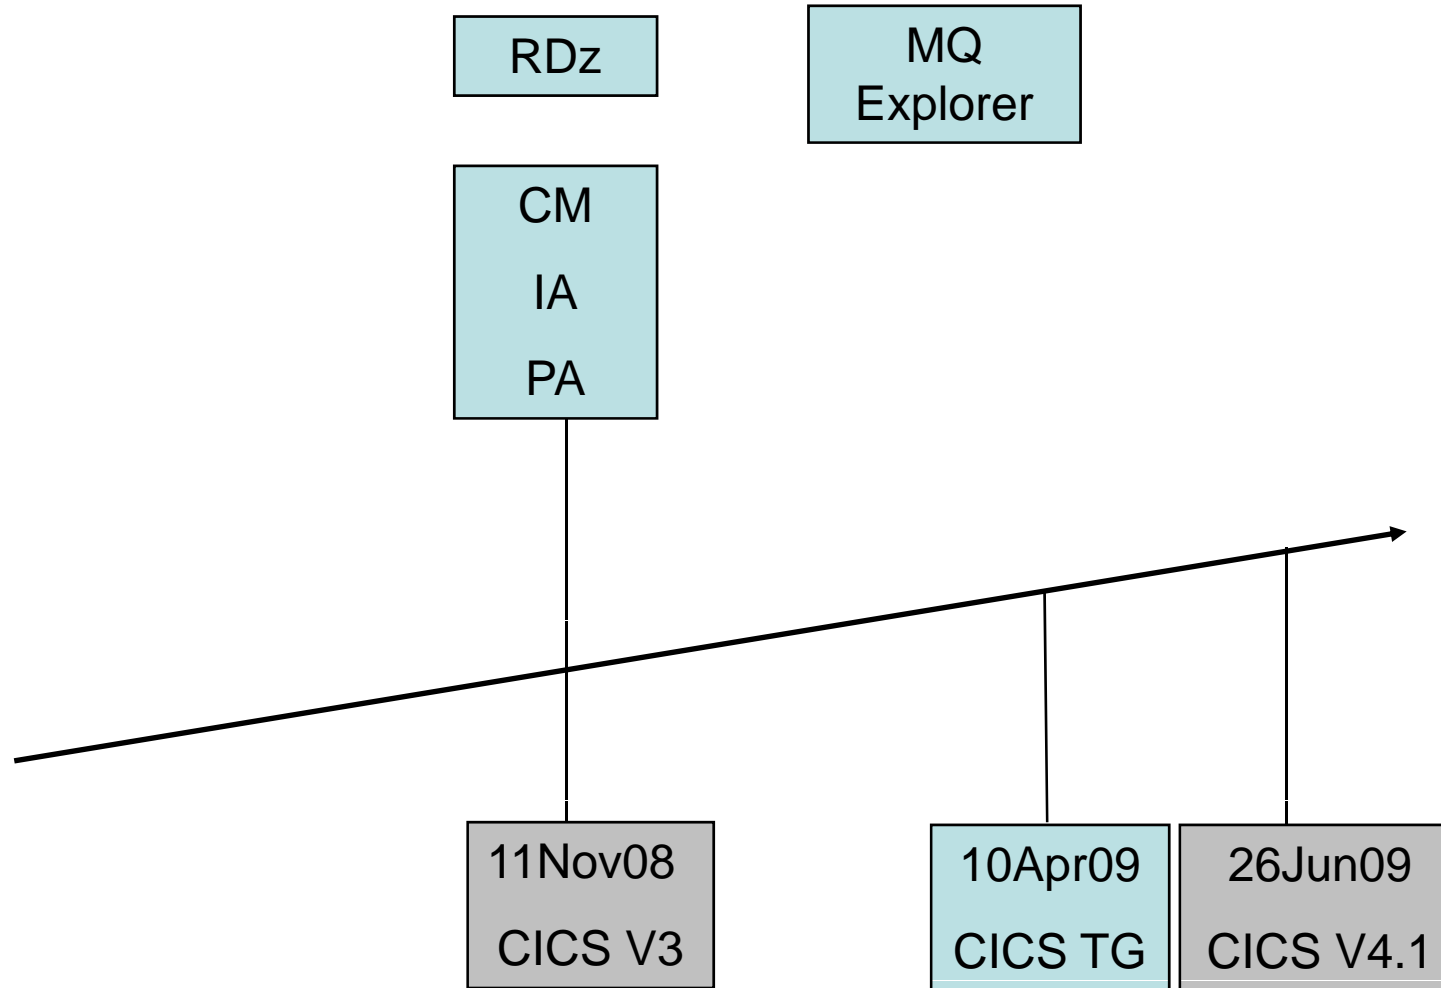 RDz
MQ
Explorer
CM
IA
PA
11Nov08
CICS V3
10Apr09
CICS TG
26Jun09
CICS V4.1